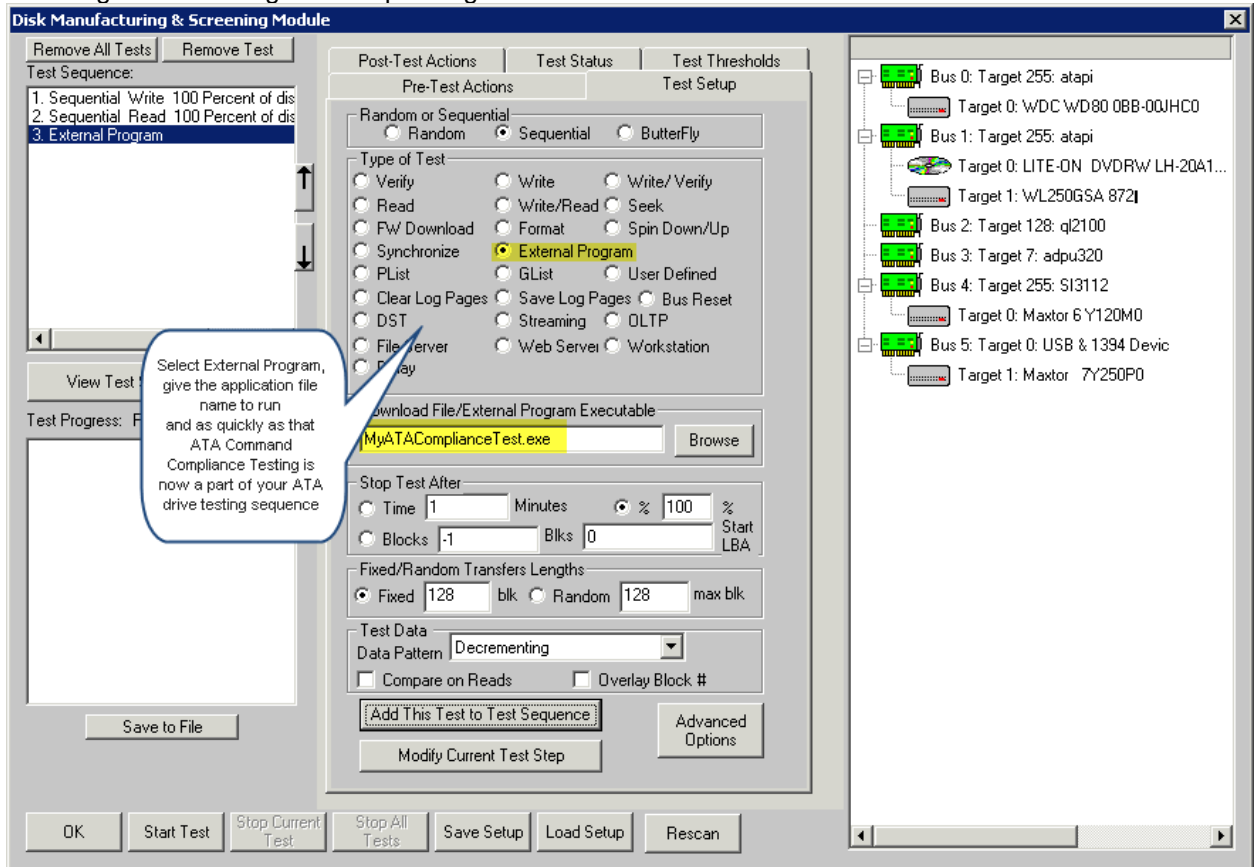 Disk Manufacturing & Screening Module
Remove All Tests
Remove Test
Test Sequence:
1. Sequential Write 100 Percent of dis
2. Sequential Read 100 Percent of dis
3. External Program
View Test
Test Progress:
Save to File
Post-Test Actions
Test Status
Test Thresholds
Pre-Test Actions
Test Setup
Random or Sequential
Random
Sequential
ButterFly
Type of Test
Verify
Write
Write/ Verify
Read
Write/Read
Seek
FW Download
Format
Spin Down/Up
Synchronize
External Program
PList
GList
User Defined
Clear Log Pages
Save Log Pages
Bus Reset
DST
Streaming
OLTP
File Server
Web Server
Workstation
Select External Program,
give the application file
name to run
and as quickly as that
ATA Command
Compliance Testing is
now a part of your ATA
drive testing sequence
Download File/External Program Executable
MyATAComplianceTest.exe
Browse
Stop Test After
Time 1 Minutes
% 100 %
Blocks -1 Blks 0 Start
LBA
Fixed/Random Transfers Lengths
Fixed 128 blk
Random 128 max blk
Test Data
Data Pattern Decrementing
Compare on Reads
Overlay Block #
Add This Test to Test Sequence
Advanced
Options
Modify Current Test Step
OK
Start Test
Stop Current
Test
Stop All
Tests
Save Setup
Load Setup
Rescan
Bus 0: Target 255: atapi
Target 0: WDC WD80 0BB-00JHC0
Bus 1: Target 255: atapi
Target 0: LITE-ON DVDRW LH-20A1...
Target 1: WL250GSA 872
Bus 2: Target 128: ql2100
Bus 3: Target 7: adpu320
Bus 4: Target 255: SI3112
Target 0: Maxtor 6 Y120M0
Bus 5: Target 0: USB & 1394 Devic
Target 1: Maxtor 7Y250P0